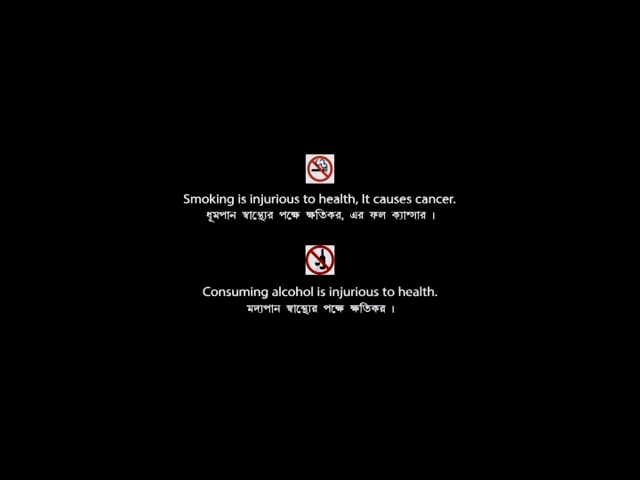 Smoking is injurious to health, It causes cancer.
ধূমপান স্বাস্থ্যের পক্ষে ক্ষতিকর, এর ফল ক্যান্সার ।
Consuming alcohol is injurious to health.
মদ্যপান স্বাস্থ্যের পক্ষে ক্ষতিকর ।